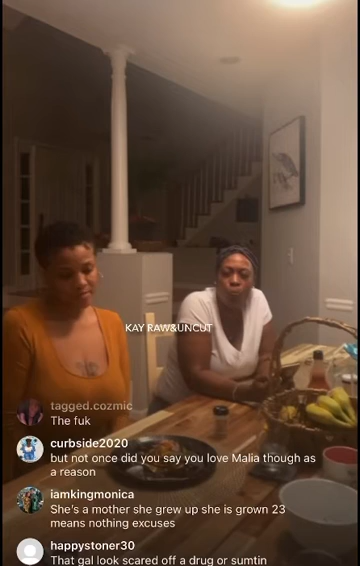 KAY RAW&UNCUT
tagged.cozmic
The fuk
curbside2020
but not once did you say you love Malia though as
a reason
iamkingmonica
She's a mother she grew up she is grown 23
means nothing excuses
happystoner30
That gal look scared off a drug or sumtin